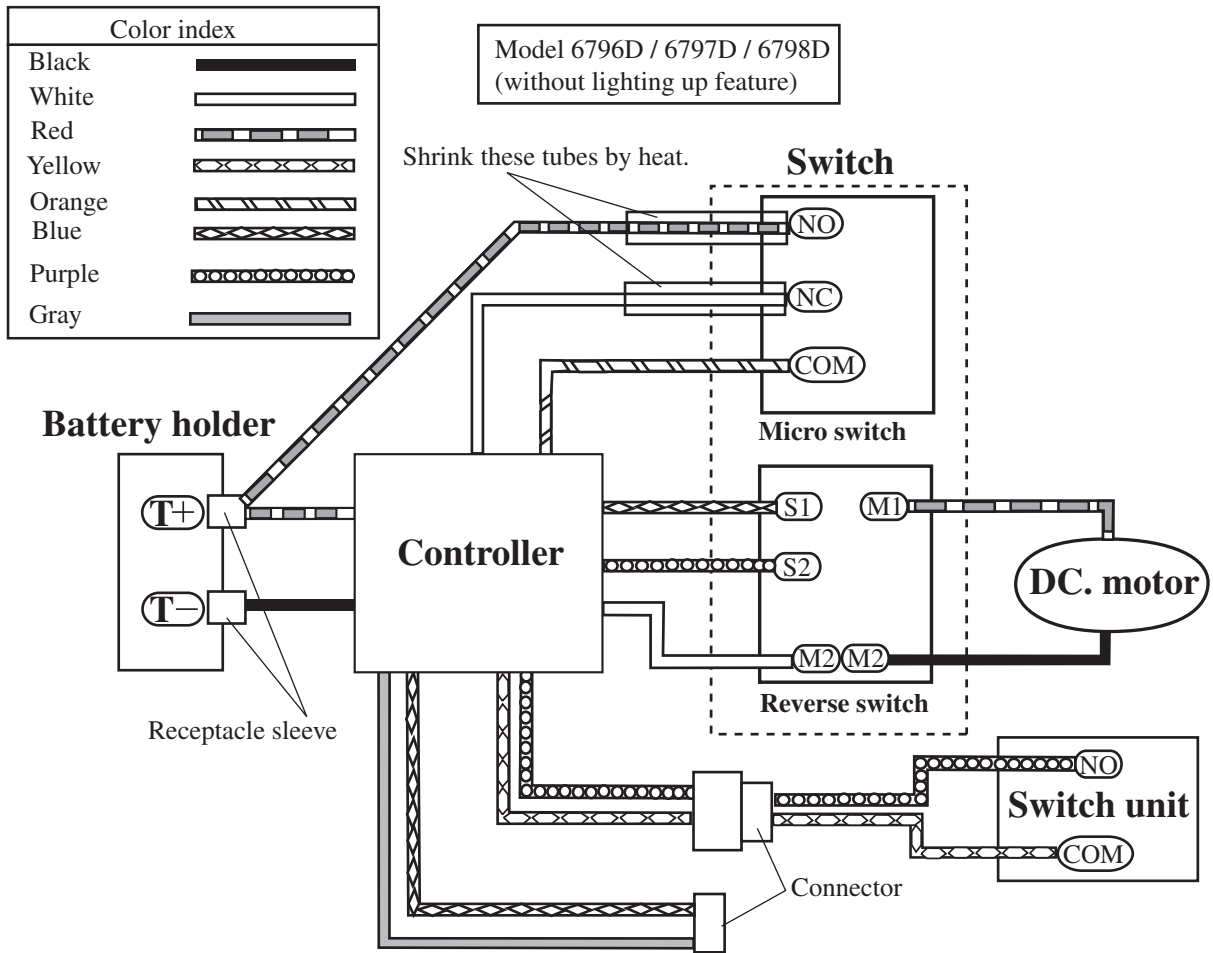 Color index
Black
White
Red
Yellow
Orange
Blue
Purple
Gray
Model 6796D / 6797D / 6798D
(without lighting up feature)
Shrink these tubes by heat.
Switch
NO
NC
COM
Micro switch
Battery holder
T+
T−
Receptacle sleeve
Controller
S1
M1
S2
M2
M2
Reverse switch
DC. motor
NO
Switch unit
COM
Connector